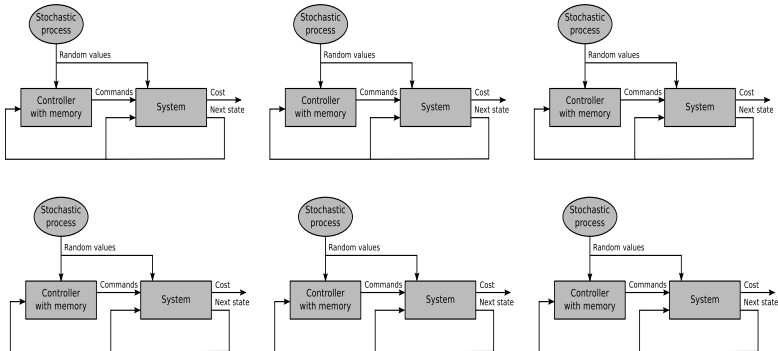 Stochastic
process
Random values
Controller
with memory
Commands
System
Cost
Next state
Stochastic
process
Random values
Controller
with memory
Commands
System
Cost
Next state
Stochastic
process
Random values
Controller
with memory
Commands
System
Cost
Next state
Stochastic
process
Random values
Controller
with memory
Commands
System
Cost
Next state
Stochastic
process
Random values
Controller
with memory
Commands
System
Cost
Next state
Stochastic
process
Random values
Controller
with memory
Commands
System
Cost
Next state